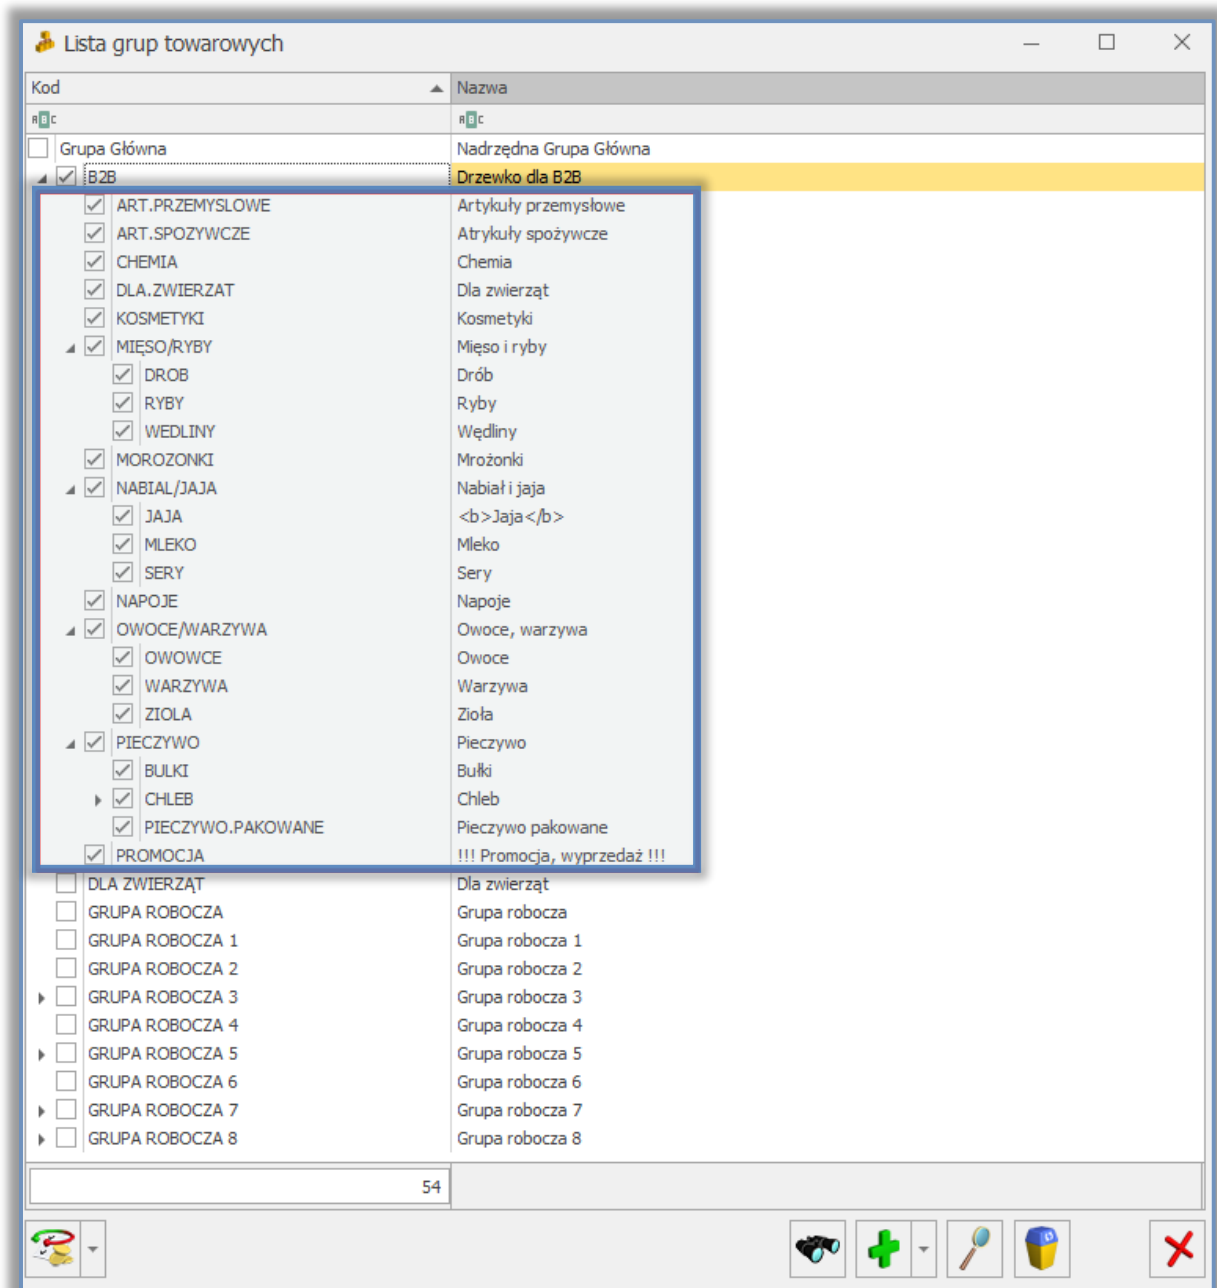 Lista grup towarowych
Kod Nazwa
ABC ABC
Grupa Główna Nadrzędna Grupa Główna
B2B Drzewko dla B2B
ART.PRZEMYSLOWE Artykuły przemysłowe
ART.SPOZYWCZE Atrykuły spożywcze
CHEMIA Chemia
DLA.ZWIERZAT Dla zwierząt
KOSMETYKI Kosmetyki
MIĘSO/RYBY Mięso i ryby
DROB Drób
RYBY Ryby
WEDLINY Wędliny
MOROZONKI Mrożonki
NABIAL/JAJA Nabiał i jaja
JAJA <b>Jaja</b>
MLEKO Mleko
SERY Sery
NAPOJE Napoje
OWOCE/WARZYWA Owoce, warzywa
OWOWCE Owoce
WARZYWA Warzywa
ZIOLA Zioła
PIECZYWO Pieczywo
BULKI Bułki
CHLEB Chleb
PIECZYWO.PAKOWANE Pieczywo pakowane
PROMOCJA !!! Promocja, wyprzedaż !!!
DLA ZWIERZĄT Dla zwierząt
GRUPA ROBOCZA Grupa robocza
GRUPA ROBOCZA 1 Grupa robocza 1
GRUPA ROBOCZA 2 Grupa robocza 2
GRUPA ROBOCZA 3 Grupa robocza 3
GRUPA ROBOCZA 4 Grupa robocza 4
GRUPA ROBOCZA 5 Grupa robocza 5
GRUPA ROBOCZA 6 Grupa robocza 6
GRUPA ROBOCZA 7 Grupa robocza 7
GRUPA ROBOCZA 8 Grupa robocza 8
54